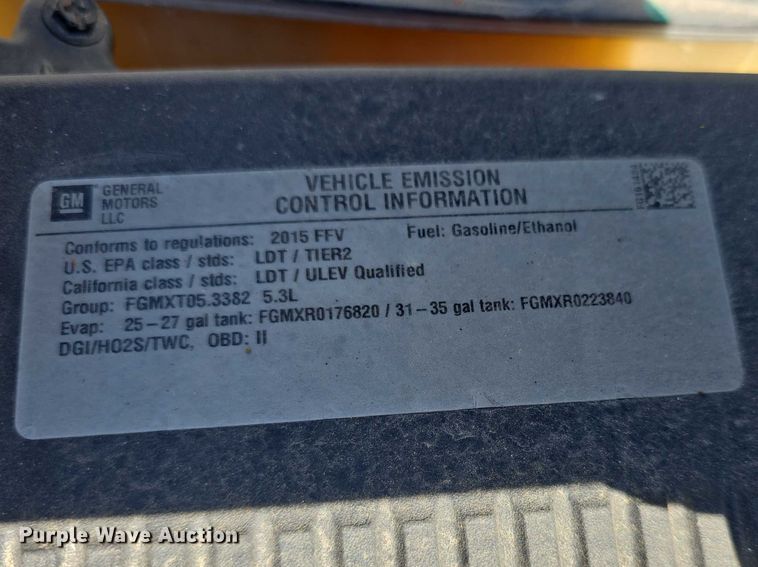 GM
GENERAL
MOTORS
LLC
VEHICLE EMISSION
CONTROL INFORMATION
Conforms to regulations: 2015 FFV Fuel: Gasoline/Ethanol
U.S. EPA class / stds: LDT / TIER2
California class / stds: LDT / ULEV Qualified
Group: FGMXT05.3382 5.3L
Evap: 25–27 gal tank: FGMXR0176820 / 31–35 gal tank: FGMXR0223840
DGI/HO2S/TWC, OBD: II
Purple Wave Auction